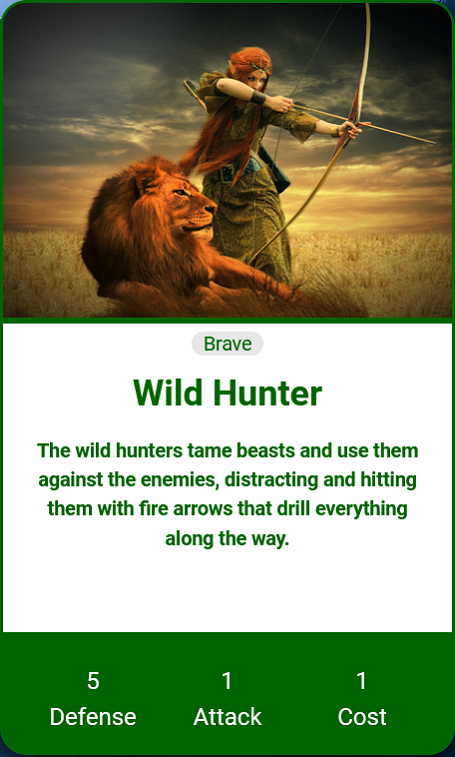 Brave
Wild Hunter
The wild hunters tame beasts and use them
against the enemies, distracting and hitting
them with fire arrows that drill everything
along the way.
5 1 1
Defense Attack Cost